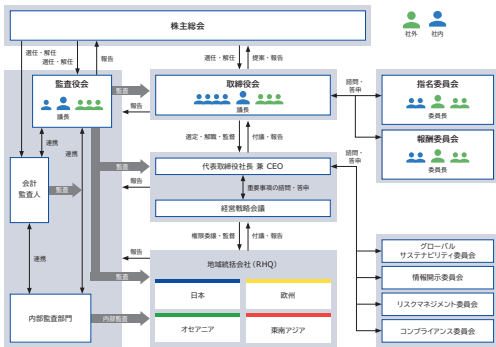 株主総会
社外
社内
選任・解任
選任・解任
報告
選任・解任
提案・報告
監査役会
議長
監査
報告
取締役会
議長
諮問・
答申
指名委員会
委員長
報酬委員会
委員長
連携
連携
選定・解職・監督
付議・報告
諮問・
答申
会計
監査人
監査
監査
報告
代表取締役社長 兼 CEO
重要事項の諮問・答申
経営戦略会議
権限委譲・監督
付議・報告
連携
報告
監査
地域統括会社（RHQ）
日本
欧州
オセアニア
東南アジア
内部監査部門
内部監査
グローバル
サステナビリティ委員会
情報開示委員会
リスクマネジメント委員会
コンプライアンス委員会